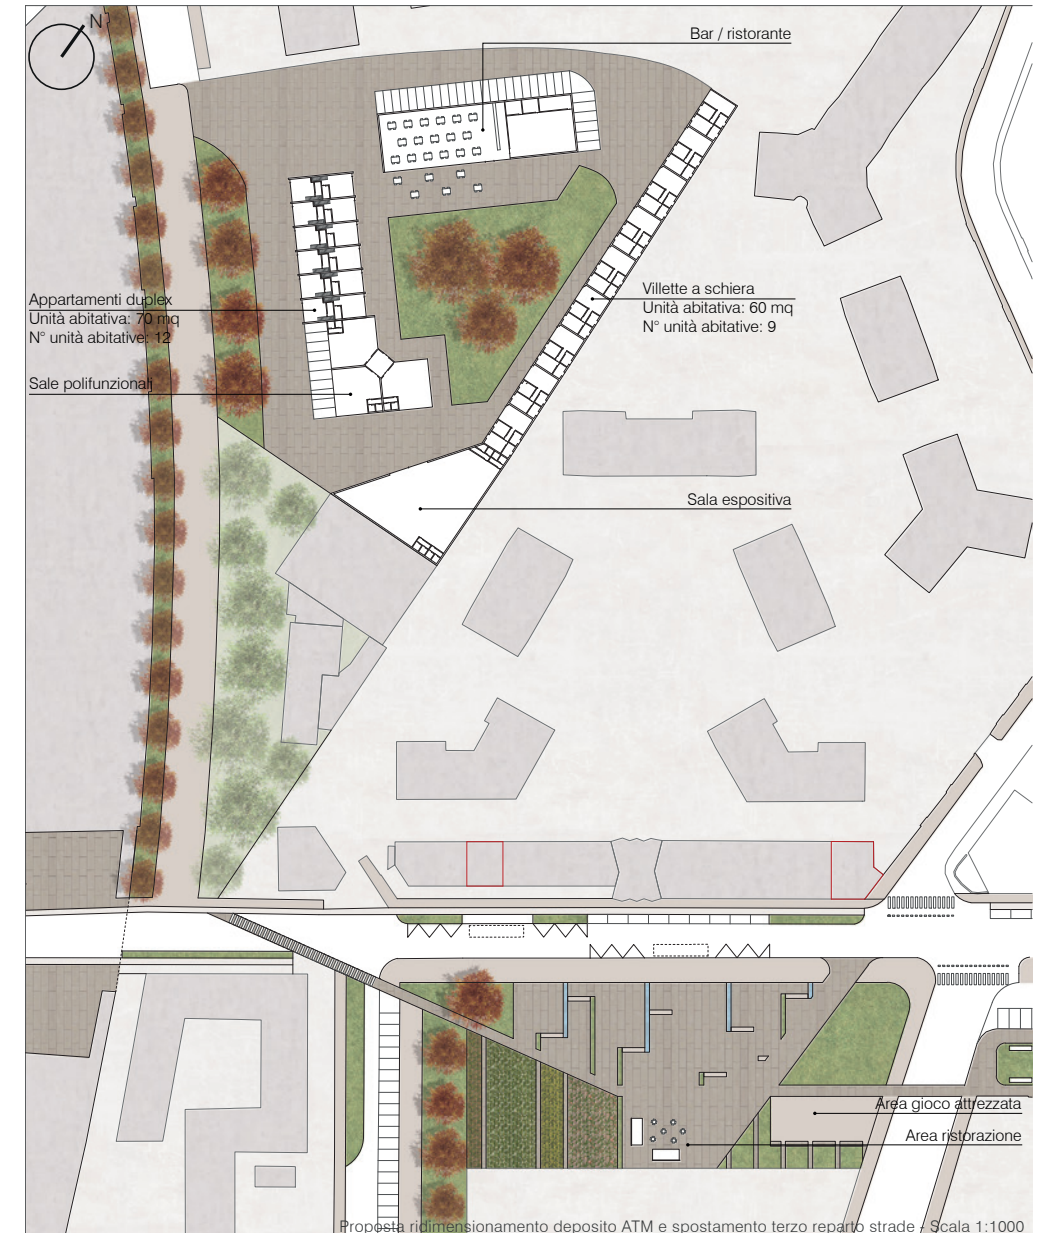 N
Bar / ristorante
Appartamenti duplex
Unità abitativa: 70 mq
N° unità abitative: 12
Sale polifunzionali
Villette a schiera
Unità abitativa: 60 mq
N° unità abitative: 9
Sala espositiva
Area gioco attrezzata
Area ristorazione
Proposta ridimensionamento deposito ATM e spostamento terzo reparto strade - Scala 1:1000